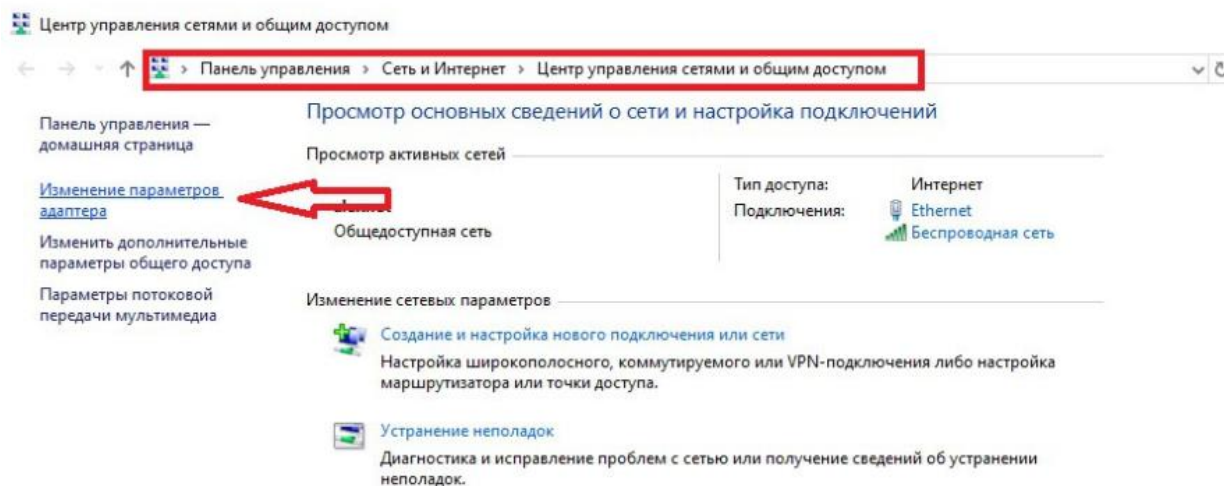 Центр управления сетями и общим доступом
Панель управления > Сеть и Интернет > Центр управления сетями и общим доступом
Панель управления —
домашняя страница
Изменение параметров
адаптера
Изменить дополнительные
параметры общего доступа
Параметры потоковой
передачи мультимедиа
Просмотр основных сведений о сети и настройка подключений
Просмотр активных сетей
Общедоступная сеть
Тип доступа: Интернет
Подключения: Ethernet
Беспроводная сеть
Изменение сетевых параметров
Создание и настройка нового подключения или сети
Настройка широкополосного, коммутируемого или VPN-подключения либо настройка
маршрутизатора или точки доступа.
Устранение неполадок
Диагностика и исправление проблем с сетью или получение сведений об устранении
неполадок.